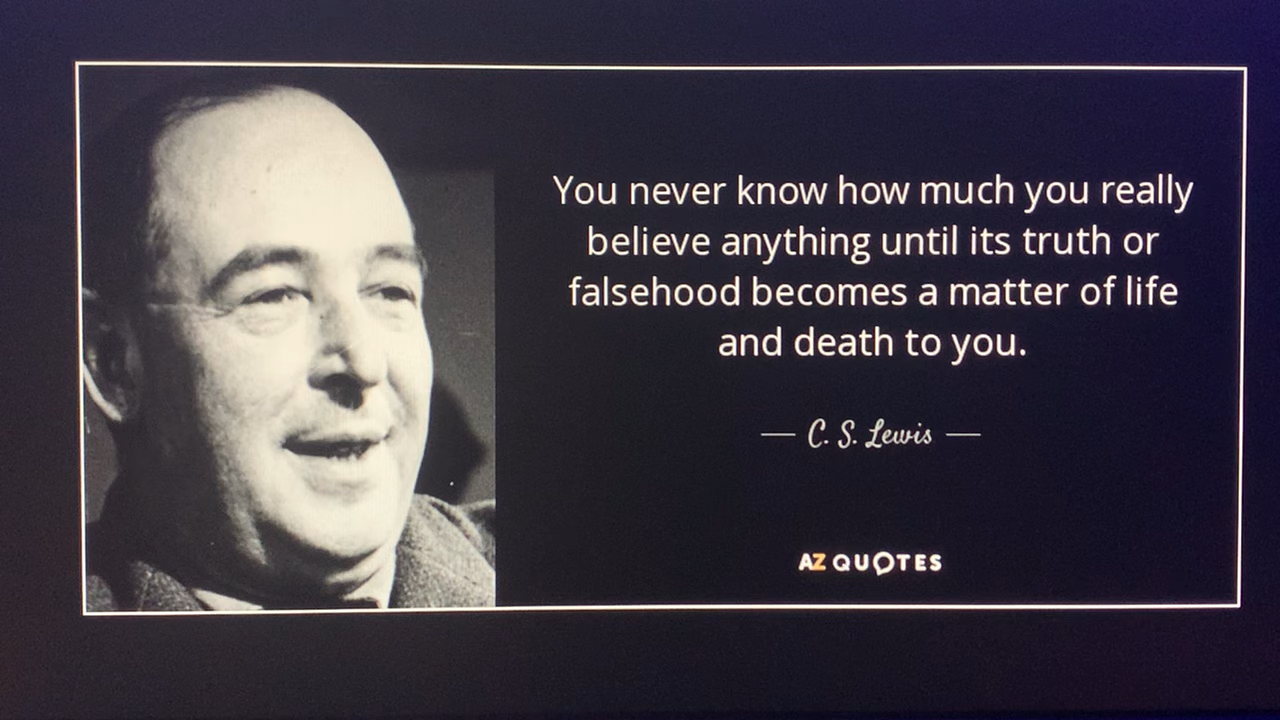 You never know how much you really
believe anything until its truth or
falsehood becomes a matter of life
and death to you.
— C. S. Lewis —
AZ QUOTES